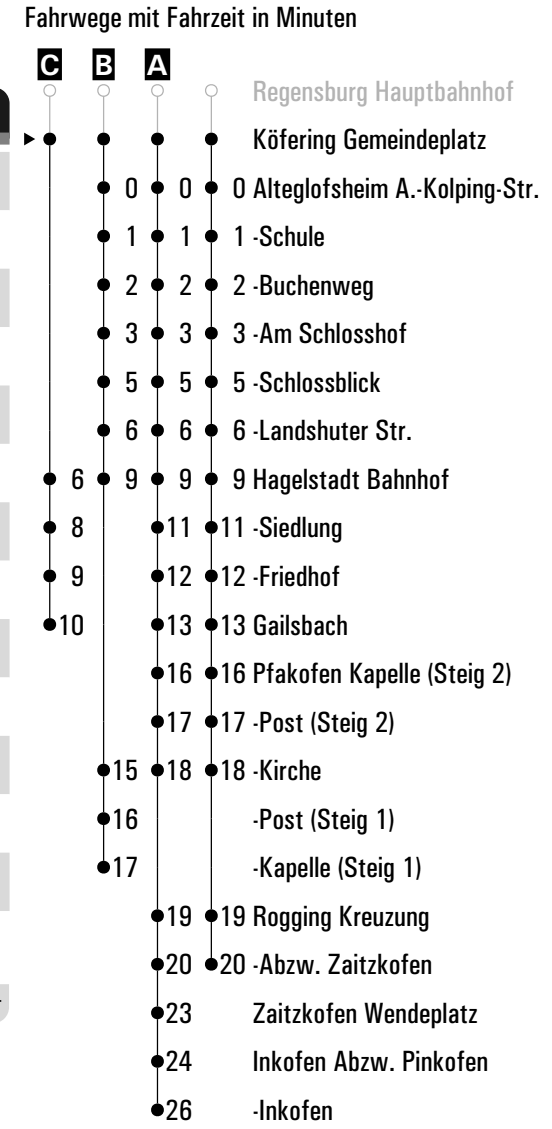 Fahrwege mit Fahrzeit in Minuten
C B A
Regensburg Hauptbahnhof
Köfering Gemeindeplatz
0 0 0 Alteglofsheim A.-Kolping-Str.
1 1 1 -Schule
2 2 2 -Buchenweg
3 3 3 -Am Schlosshof
5 5 5 -Schlossblick
6 6 6 -Landshuter Str.
6 9 9 9 Hagelstadt Bahnhof
8 11 11 -Siedlung
9 12 12 -Friedhof
10 13 13 Gailsbach
16 16 Pfakofen Kapelle (Steig 2)
17 17 -Post (Steig 2)
15 18 18 -Kirche
16 -Post (Steig 1)
17 -Kapelle (Steig 1)
19 19 Rogging Kreuzung
20 20 -Abzw. Zaitzkofen
23 Zaitzkofen Wendeplatz
24 Inkofen Abzw. Pinkofen
26 -Inkofen